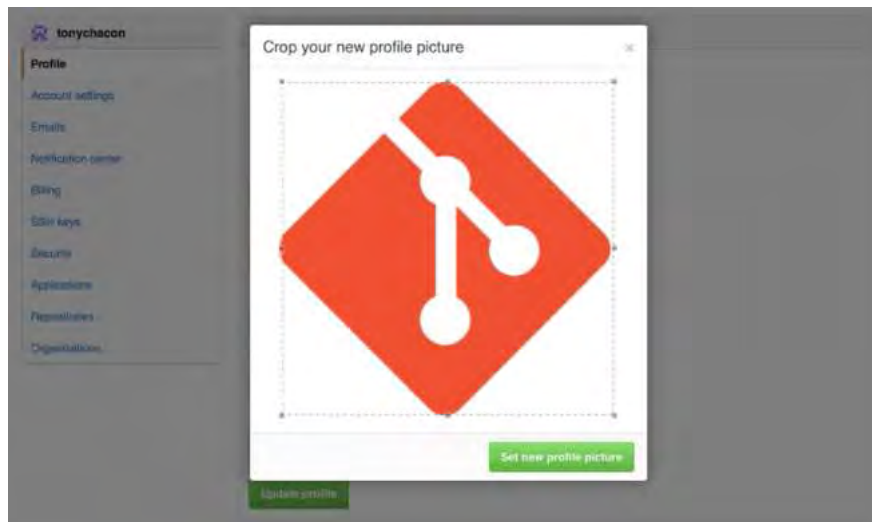 tonychacon
Profile
Account settings
Emails
Notification center
Billing
SSH keys
Security
Applications
Repositories
Organizations
Crop your new profile picture
×
Set new profile picture
Update profile